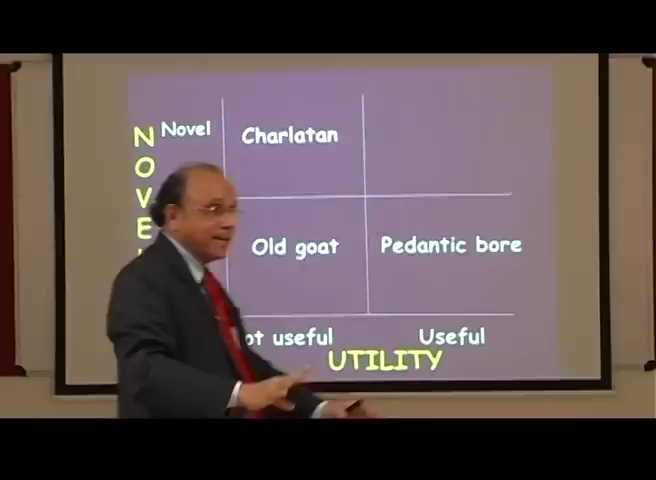 Novel
Charlatan
N
O
V
E
Old goat
Pedantic bore
ot useful
Useful
UTILITY